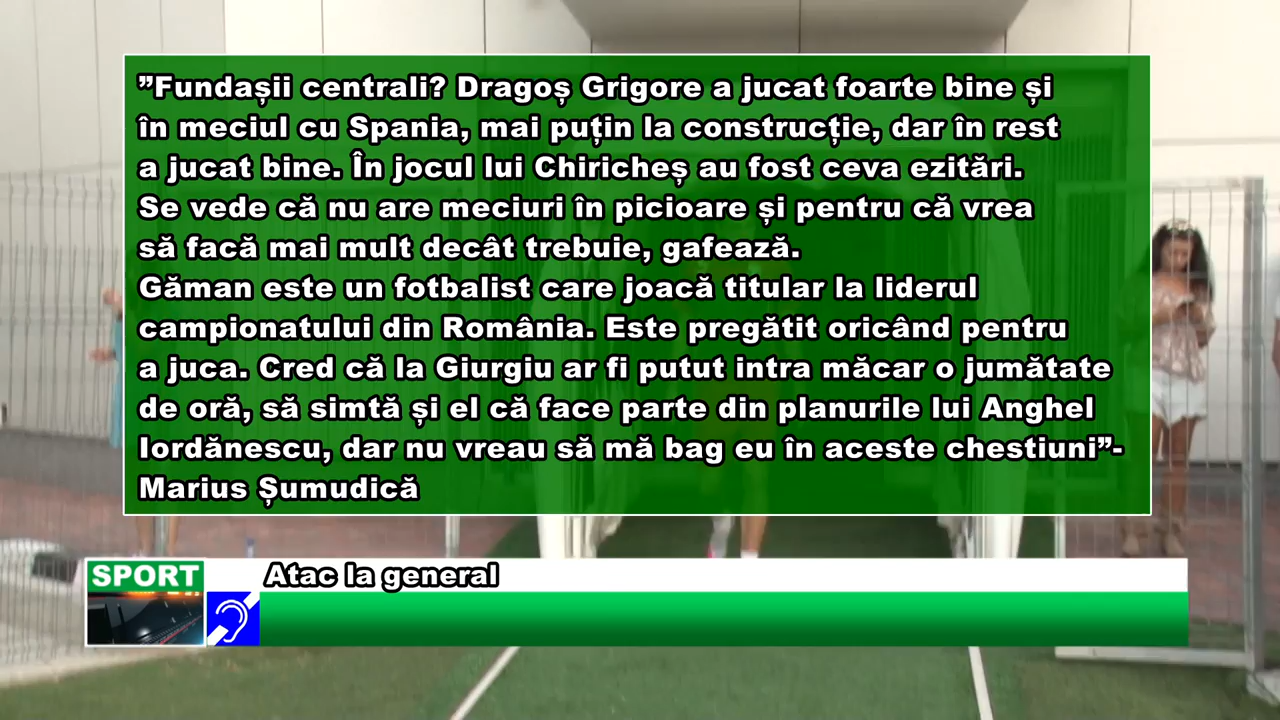 ”Fundașii centrali? Dragoș Grigore a jucat foarte bine și
în meciul cu Spania, mai puțin la construcție, dar în rest
a jucat bine. În jocul lui Chiricheș au fost ceva ezitări.
Se vede că nu are meciuri în picioare și pentru că vrea
să facă mai mult decât trebuie, gafează.
Găman este un fotbalist care joacă titular la liderul
campionatului din România. Este pregătit oricând pentru
a juca. Cred că la Giurgiu ar fi putut intra măcar o jumătate
de oră, să simtă și el că face parte din planurile lui Anghel
Iordănescu, dar nu vreau să mă bag eu în aceste chestiuni”-
Marius Șumudică
SPORT
Atac la general